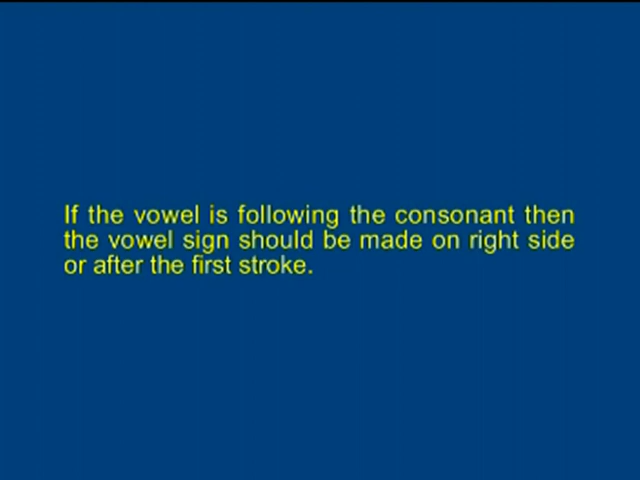 If the vowel is following the consonant then
the vowel sign should be made on right side
or after the first stroke.